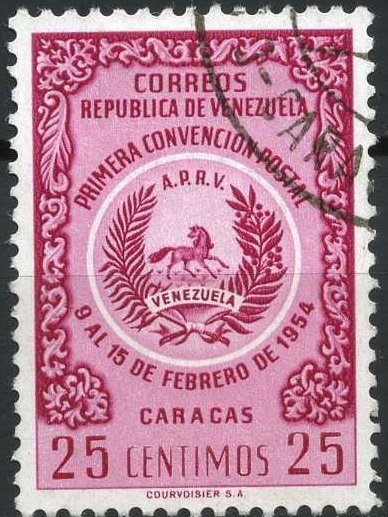 CORREOS
REPUBLICA DE VENEZUELA
PRIMERA CONVENCION POSTAL
A.P.R.V.
VENEZUELA
9 AL 15 DE FEBRERO DE 1954
CARACAS
25 CENTIMOS 25
COURVOISIER S.A.